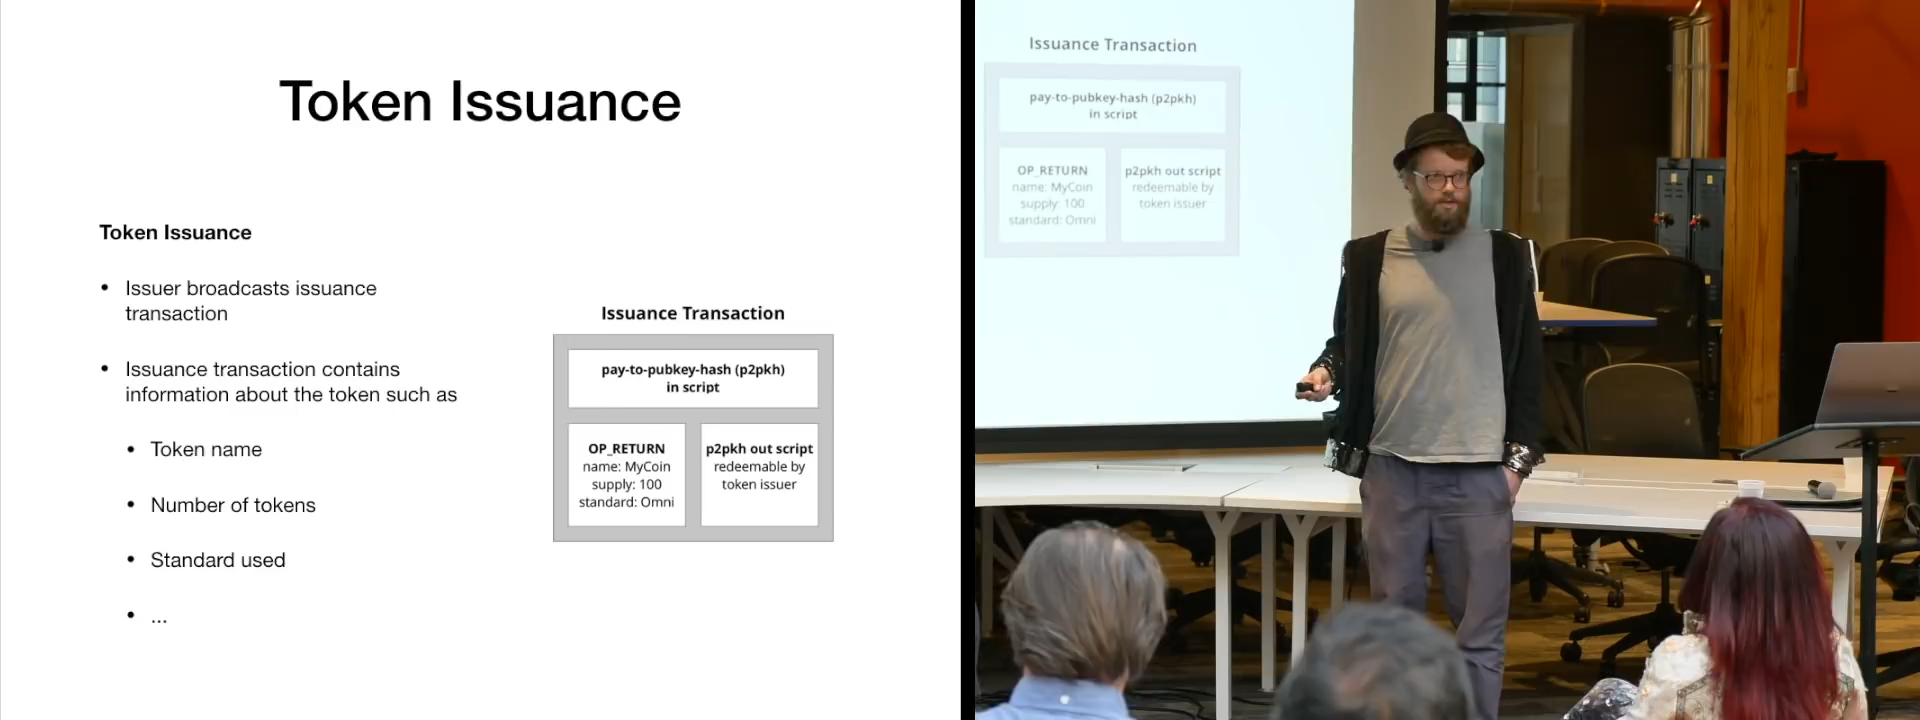 Token Issuance
Token Issuance
• Issuer broadcasts issuance
transaction
• Issuance transaction contains
information about the token such as
• Token name
• Number of tokens
• Standard used
• ...
Issuance Transaction
pay-to-pubkey-hash (p2pkh)
in script
OP_RETURN
name: MyCoin
supply: 100
standard: Omni
p2pkh out script
redeemable by
token issuer
Issuance Transaction
pay-to-pubkey-hash (p2pkh)
in script
OP_RETURN
name: MyCoin
supply: 100
standard: Omni
p2pkh out script
redeemable by
token issuer